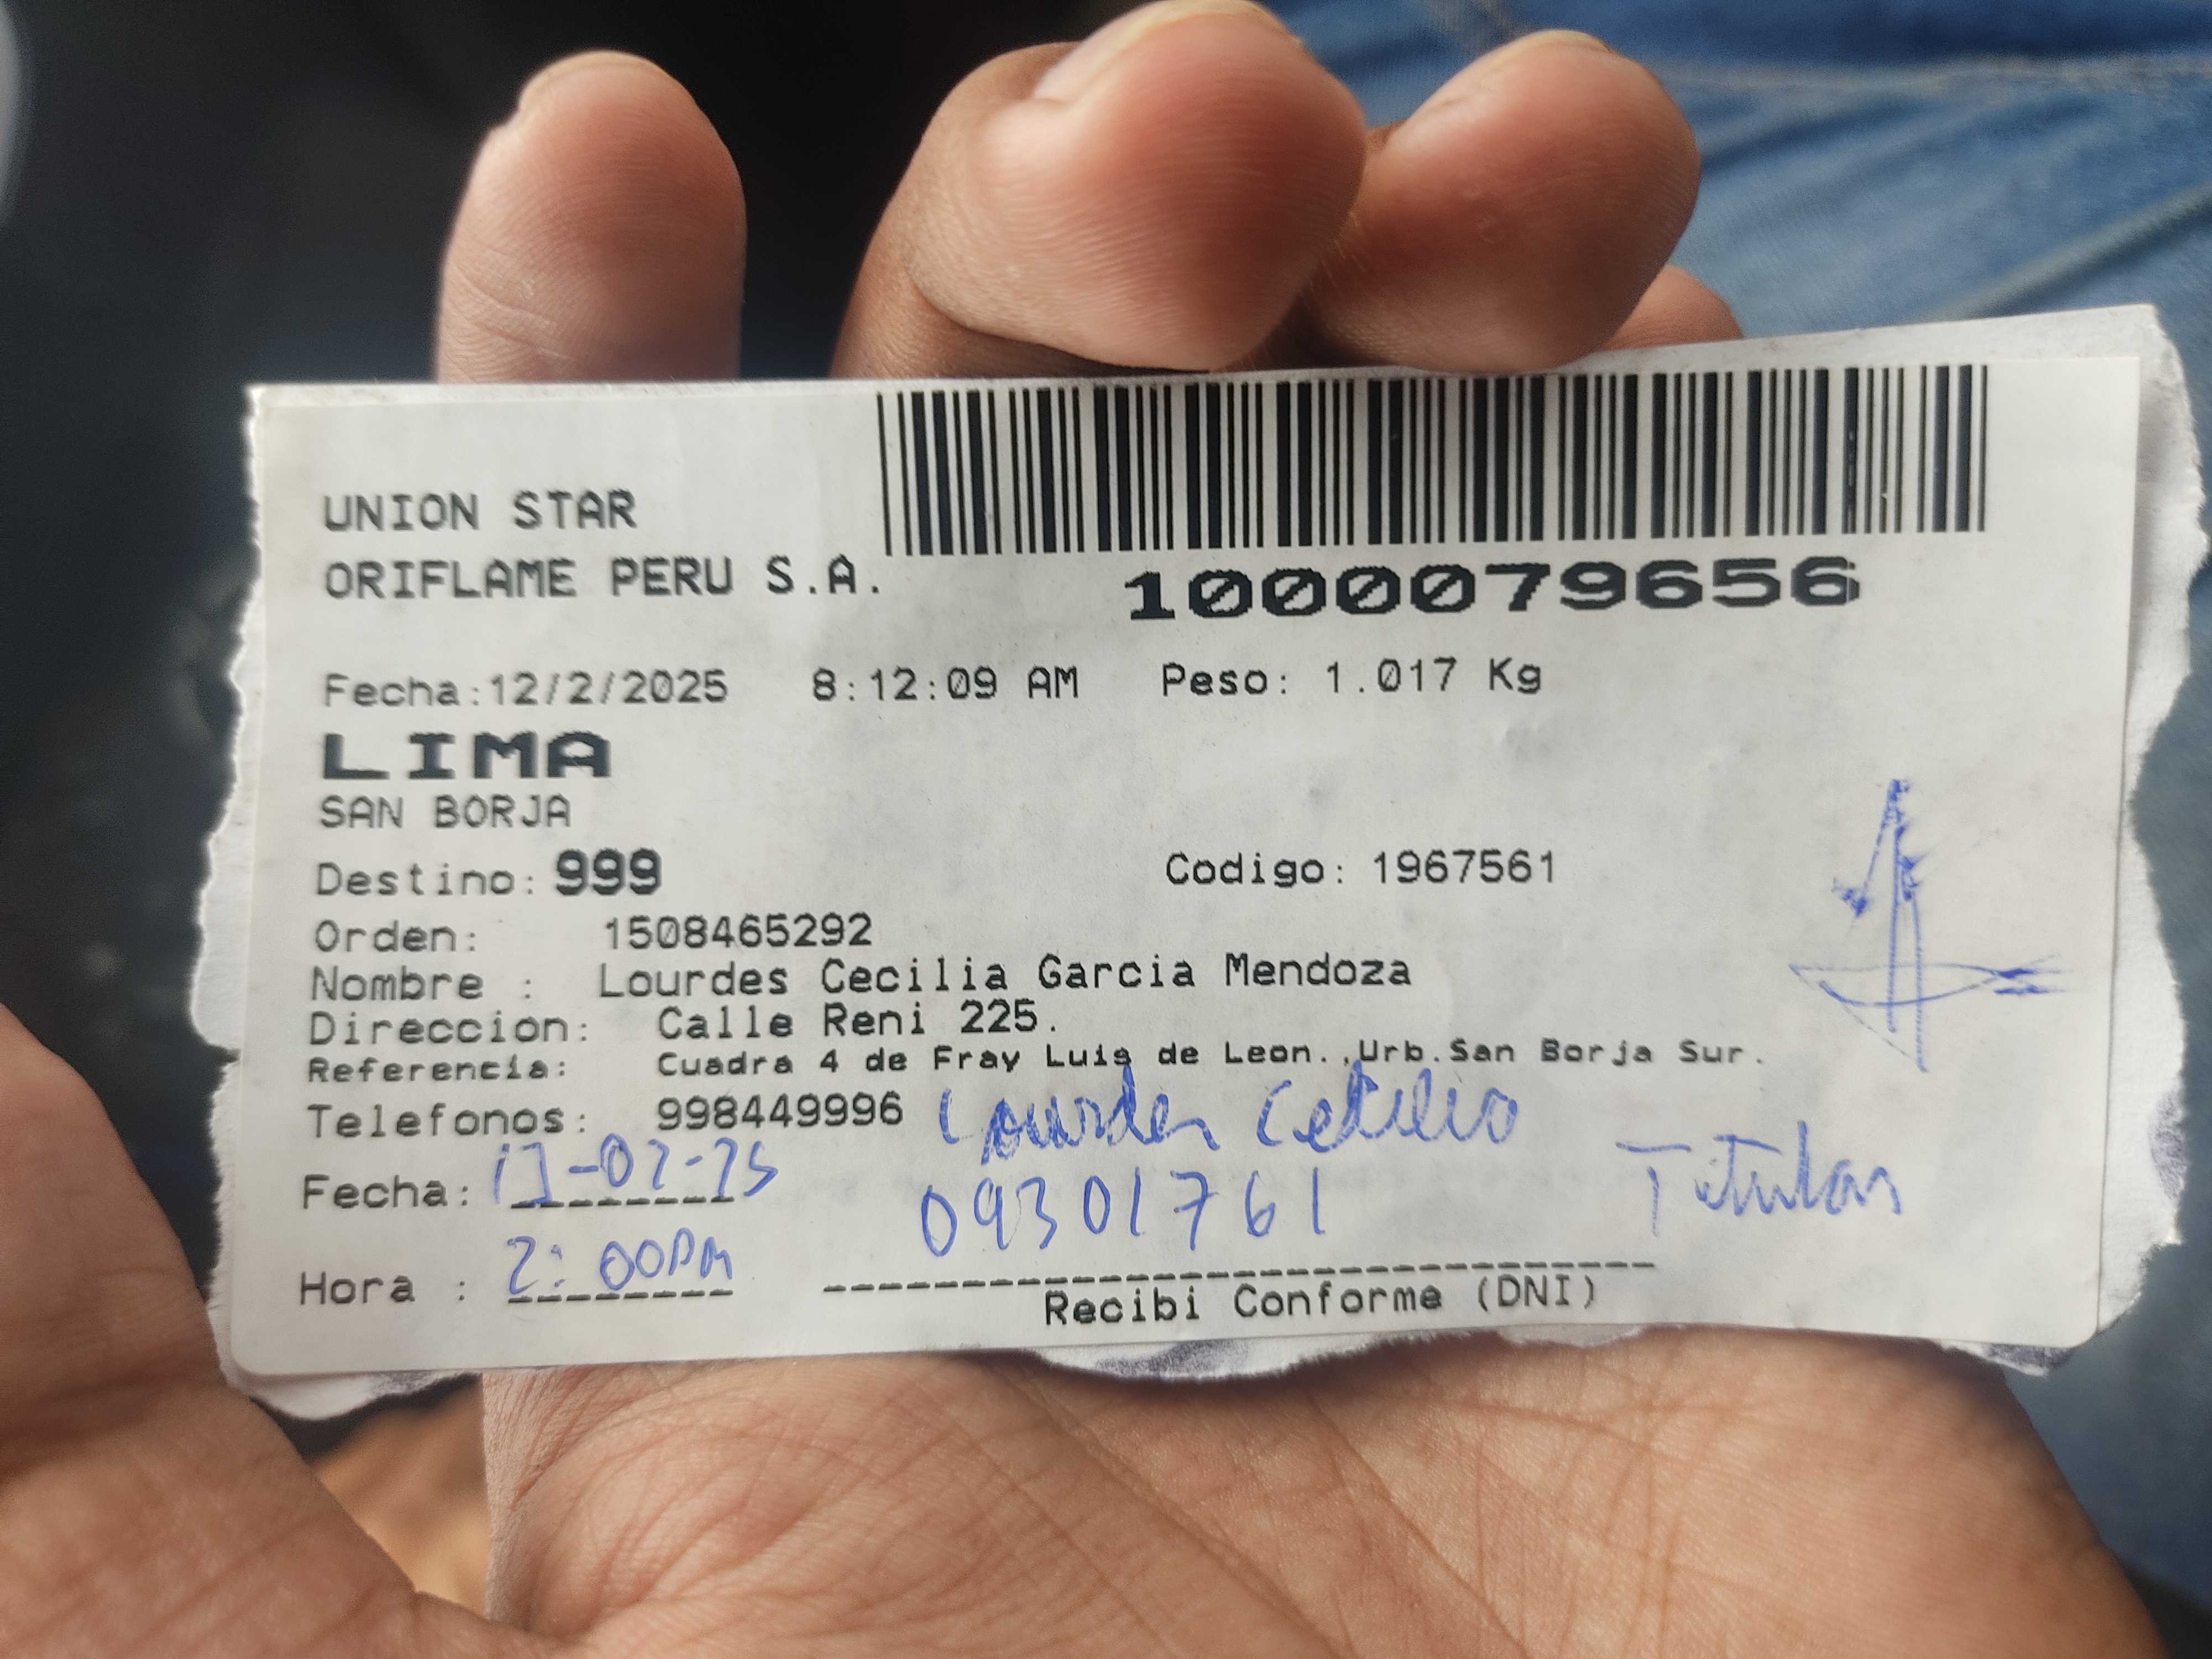 UNION STAR
ORIFLAME PERU S.A.
1000079656
Fecha:12/2/2025 8:12:09 AM Peso: 1.017 Kg
LIMA
SAN BORJA
Destino: 999 Codigo: 1967561
Orden: 1508465292
Nombre : Lourdes Cecilia Garcia Mendoza
Direccion: Calle Reni 225.
Referencia: Cuadra 4 de Fray Luis de Leon.,Urb.San Borja Sur.
Telefonos: 998449996 Lourdes Cecilia
Fecha: 09301761 Titular
Hora : 2:00PM
Recibi Conforme (DNI)